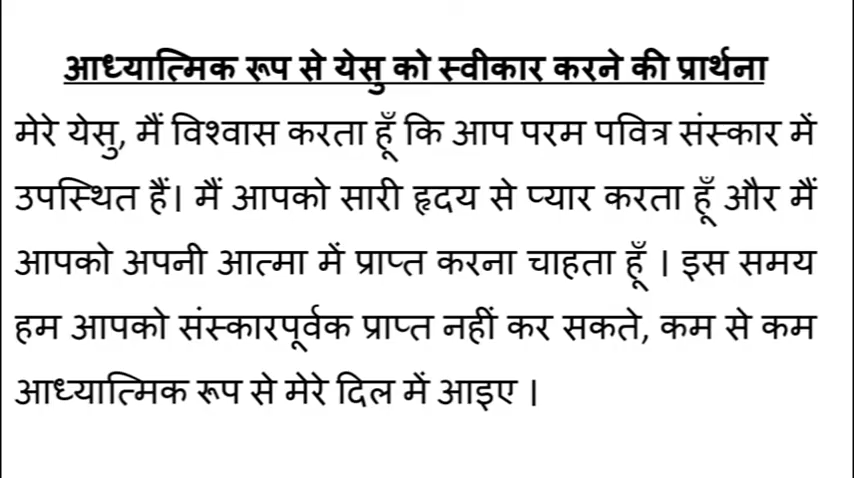 आध्यात्मिक रूप से येसु को स्वीकार करने की प्रार्थना
मेरे येसु, मैं विश्वास करता हूँ कि आप परम पवित्र संस्कार में
उपस्थित हैं। मैं आपको सारी हृदय से प्यार करता हूँ और मैं
आपको अपनी आत्मा में प्राप्त करना चाहता हूँ । इस समय
हम आपको संस्कारपूर्वक प्राप्त नहीं कर सकते, कम से कम
आध्यात्मिक रूप से मेरे दिल में आइए ।